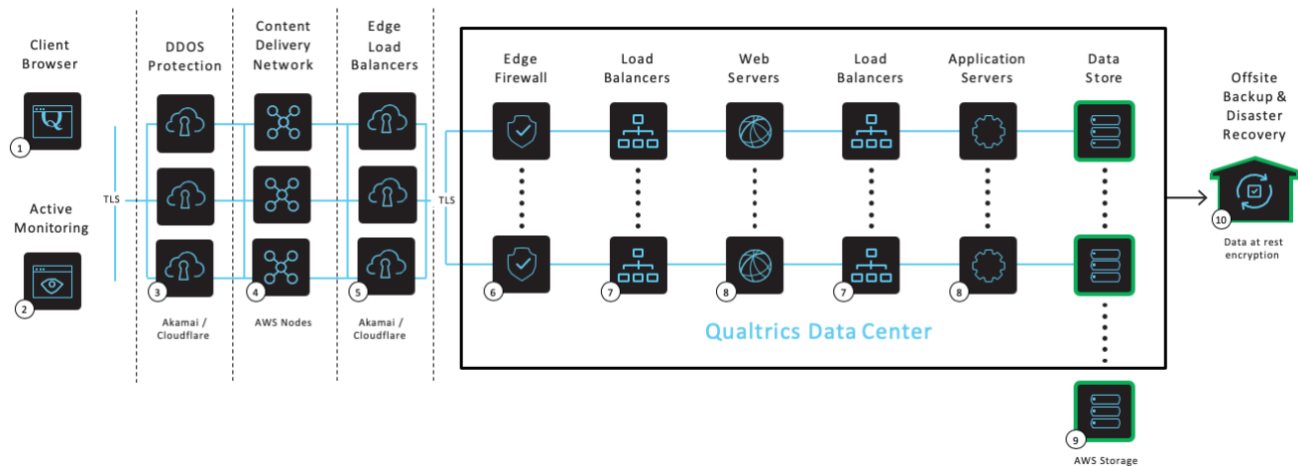 Client
Browser
1
Active
Monitoring
2
TLS
DDOS
Protection
3
Akamai /
Cloudflare
Content
Delivery
Network
4
AWS Nodes
Edge
Load
Balancers
5
Akamai /
Cloudflare
TLS
Edge
Firewall
6
Load
Balancers
7
Web
Servers
8
Load
Balancers
7
Application
Servers
8
Data
Store
Qualtrics Data Center
9
AWS Storage
Offsite
Backup &
Disaster
Recovery
10
Data at rest
encryption
Q